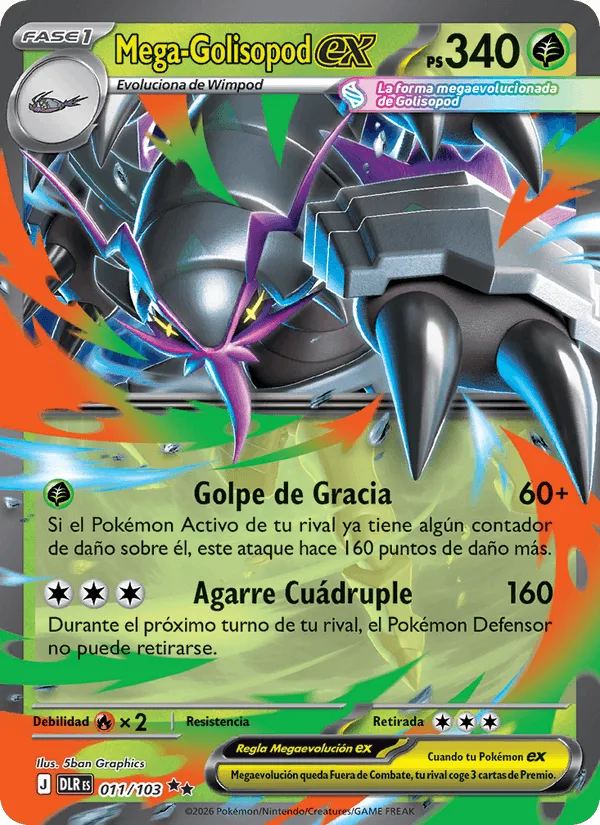 FASE 1
Mega-Golisopod ex
PS 340
Evoluciona de Wimpod
La forma megaevolucionada
de Golisopod
Golpe de Gracia 60+
Si el Pokémon Activo de tu rival ya tiene algún contador
de daño sobre él, este ataque hace 160 puntos de daño más.
Agarre Cuádruple 160
Durante el próximo turno de tu rival, el Pokémon Defensor
no puede retirarse.
Debilidad ×2 Resistencia Retirada
Ilus. 5ban Graphics
Regla Megaevolución ex
Cuando tu Pokémon ex
Megaevolución queda Fuera de Combate, tu rival coge 3 cartas de Premio.
J DLR ES 011/103
©2026 Pokémon/Nintendo/Creatures/GAME FREAK